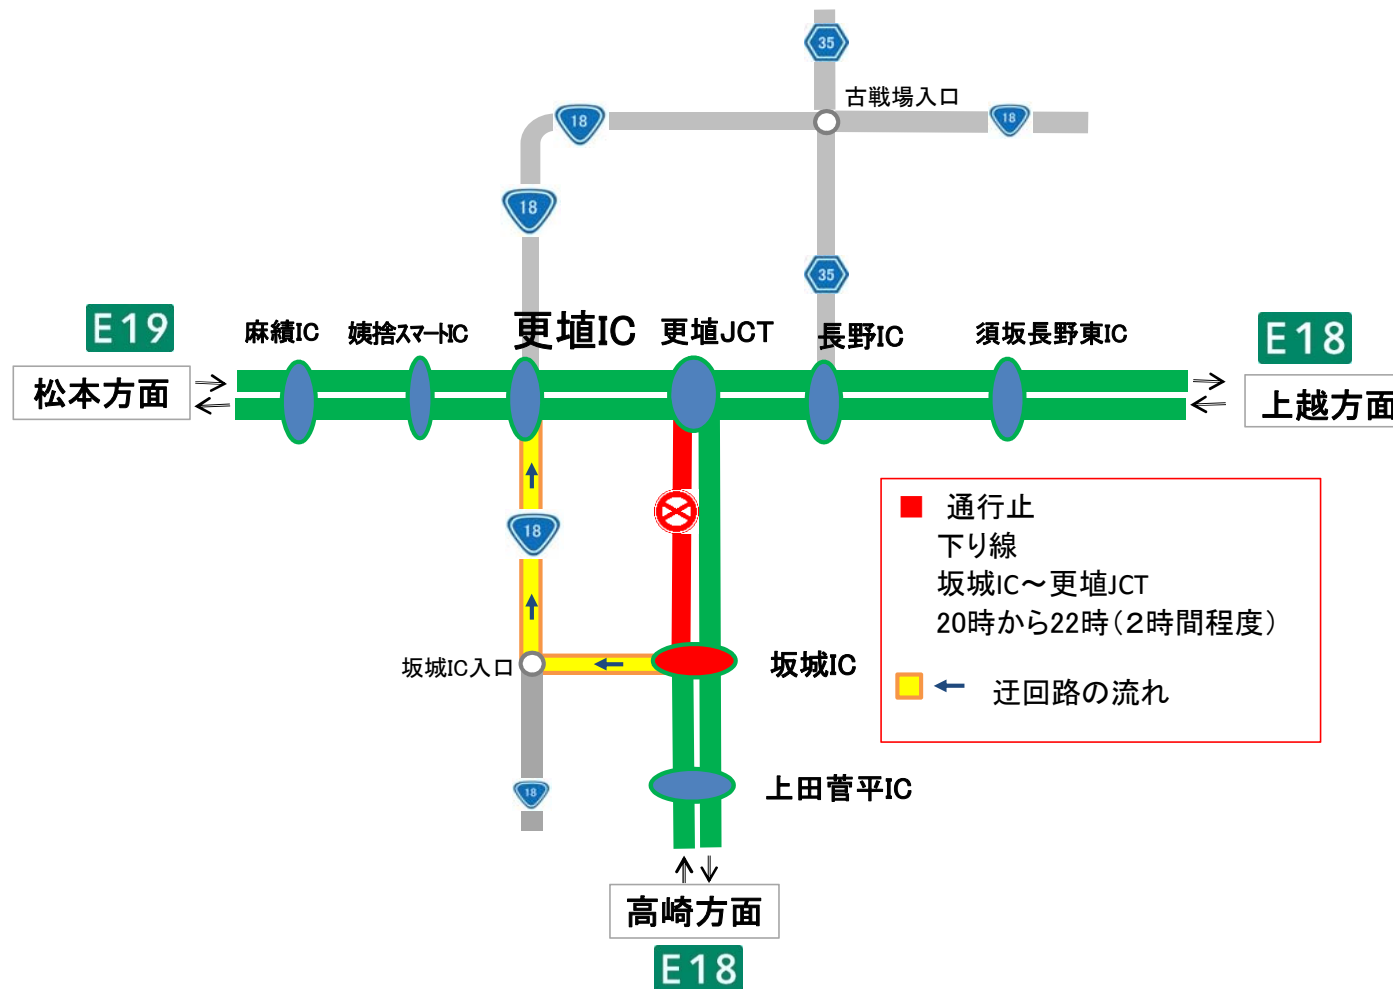 35
古戦場入口
18
18
18
35
E19
麻績IC
姨捨スマートIC
更埴IC
更埴JCT
長野IC
須坂長野東IC
E18
松本方面
上越方面
18
通行止
下り線
坂城IC～更埴JCT
20時から22時(２時間程度)
迂回路の流れ
坂城IC入口
坂城IC
18
上田菅平IC
高崎方面
E18